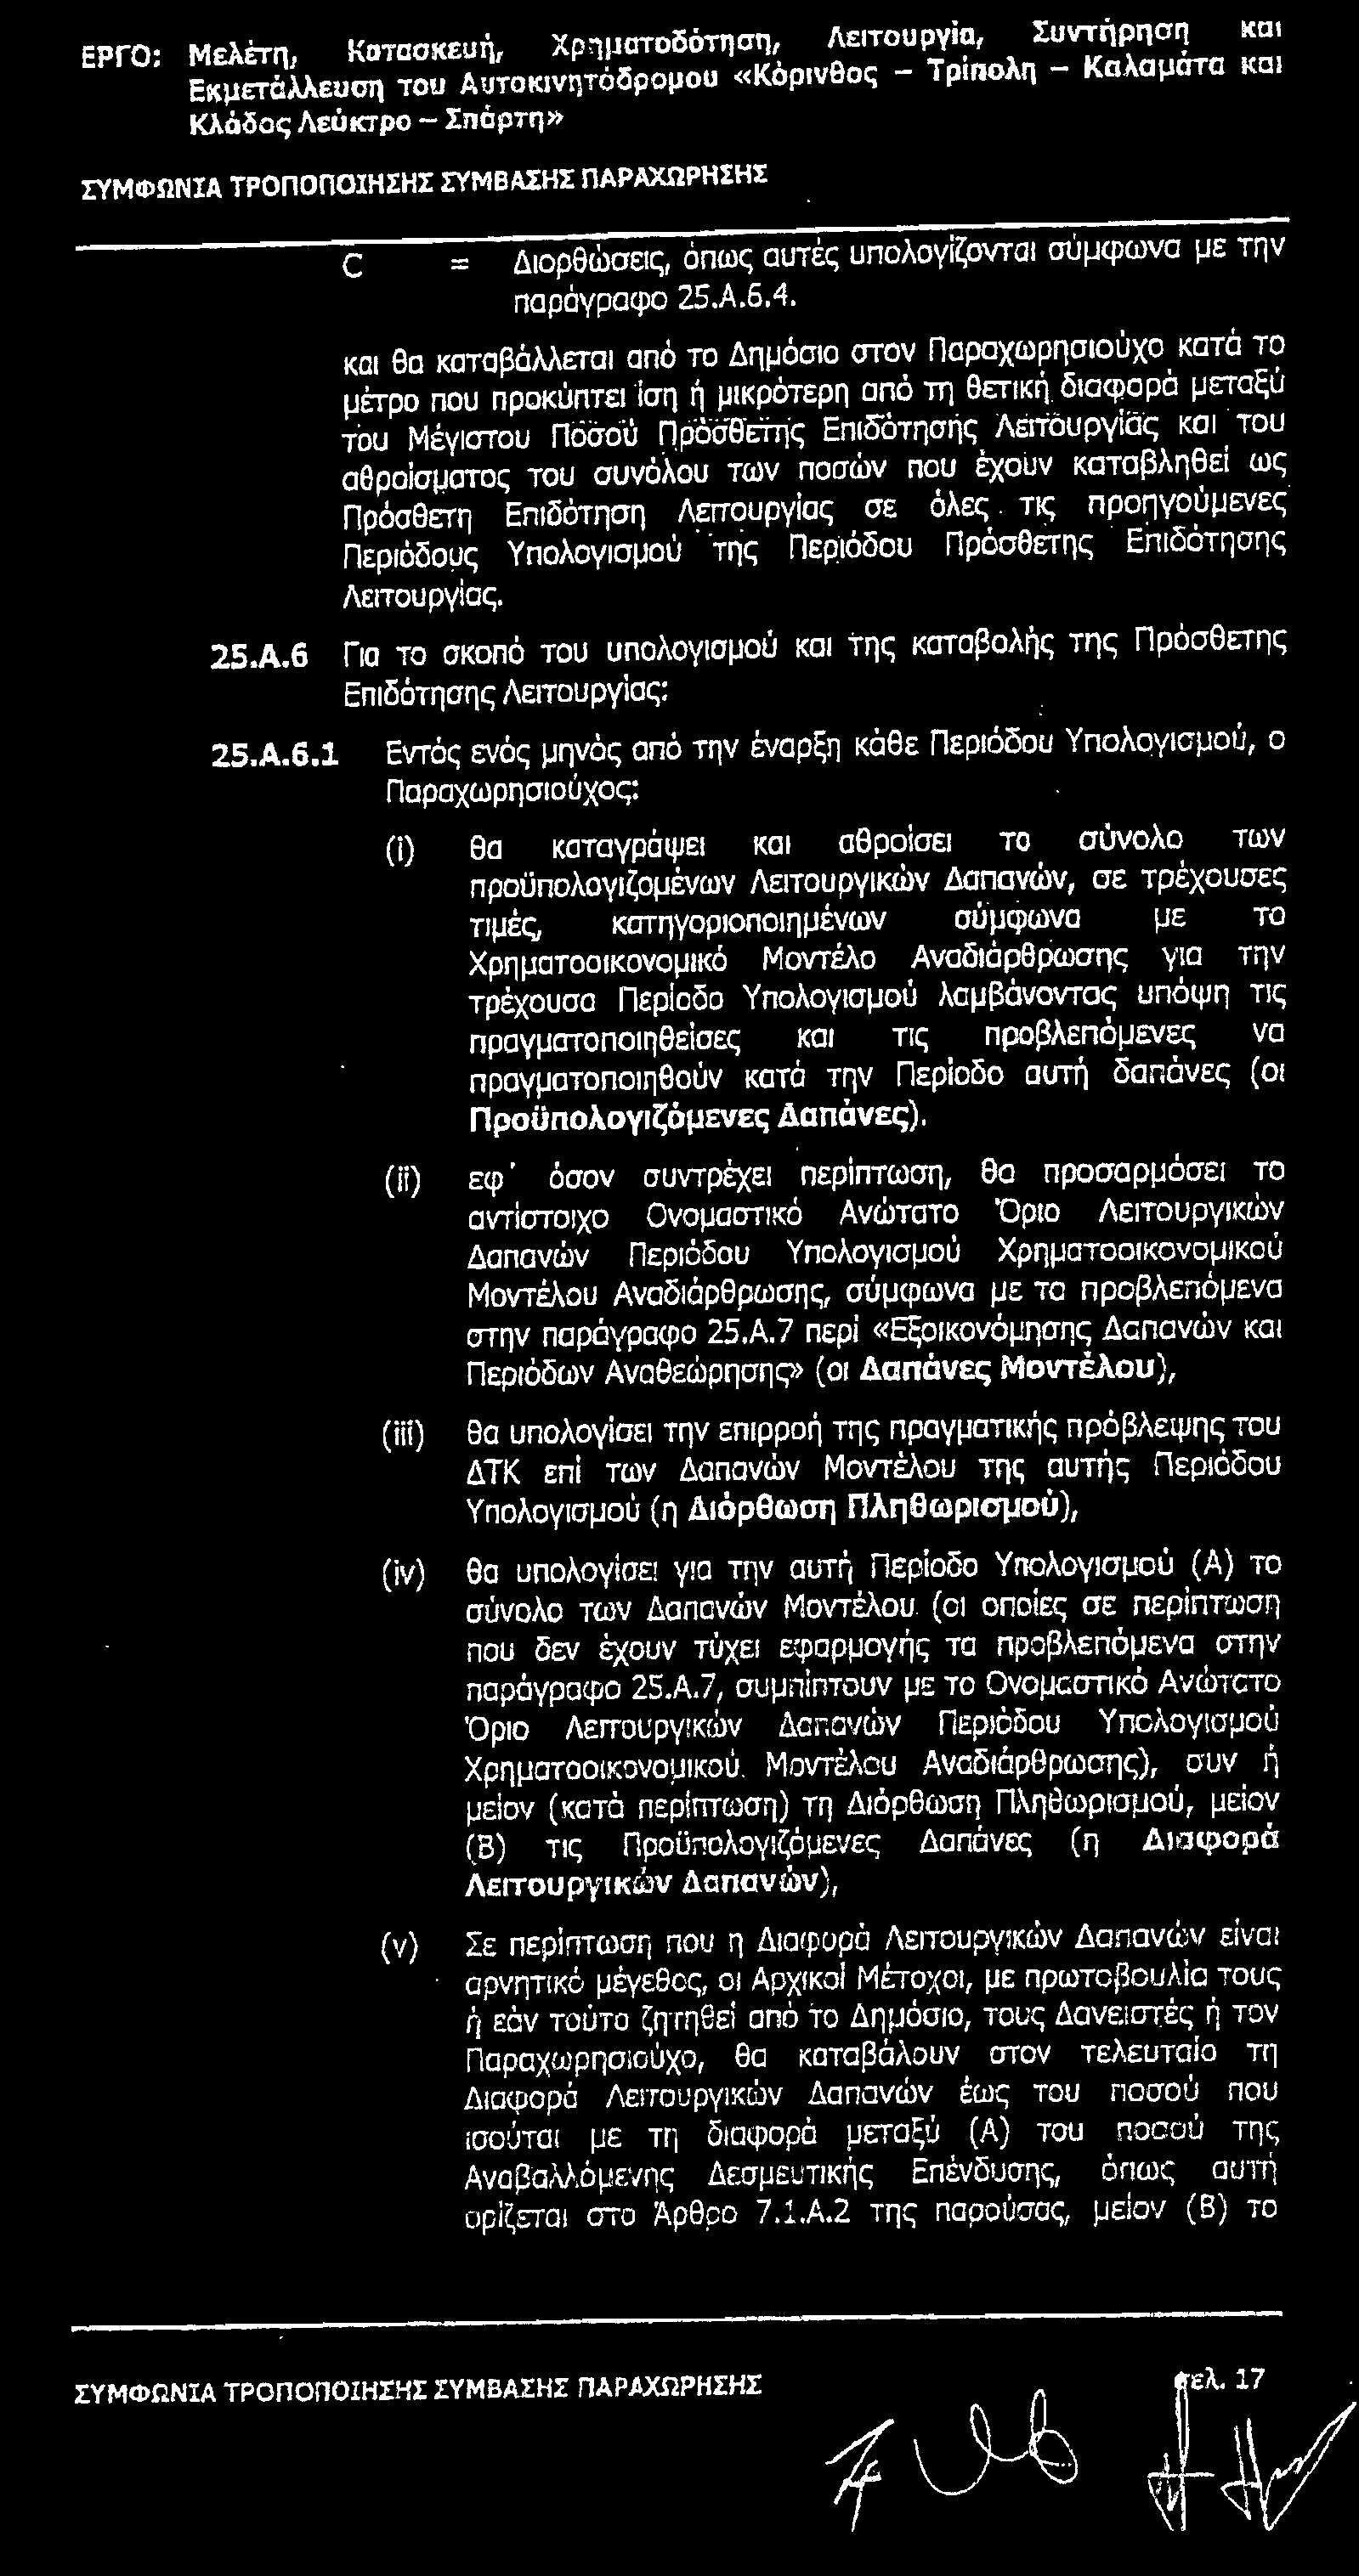 ΕΡΓΟ: Μελέτη, Κατασκευή, Χρηματοδότηση, Λειτουργία, Συντήρηση και
Εκμετάλλευση του Αυτοκινητόδρομου «Κόρινθος – Τρίπολη – Καλαμάτα και
Κλάδος Λεύκτρο – Σπάρτη»
ΣΥΜΦΩΝΙΑ ΤΡΟΠΟΠΟΙΗΣΗΣ ΣΥΜΒΑΣΗΣ ΠΑΡΑΧΩΡΗΣΗΣ
C = Διορθώσεις, όπως αυτές υπολογίζονται σύμφωνα με την
παράγραφο 25.Α.6.4.
και θα καταβάλλεται από το Δημόσιο στον Παραχωρησιούχο κατά το
μέτρο που προκύπτει ίση ή μικρότερη από τη θετική διαφορά μεταξύ
του Μέγιστου Ποσού Πρόσθετης Επιδότησης Λειτουργίας και του
αθροίσματος του συνόλου των ποσών που έχουν καταβληθεί ως
Πρόσθετη Επιδότηση Λειτουργίας σε όλες τις προηγούμενες
Περιόδους Υπολογισμού της Περιόδου Πρόσθετης Επιδότησης
Λειτουργίας.
25.Α.6 Για το σκοπό του υπολογισμού και της καταβολής της Πρόσθετης
Επιδότησης Λειτουργίας:
25.Α.6.1 Εντός ενός μηνός από την έναρξη κάθε Περιόδου Υπολογισμού, ο
Παραχωρησιούχος:
(i) θα καταγράψει και αθροίσει το σύνολο των
προϋπολογιζομένων Λειτουργικών Δαπανών, σε τρέχουσες
τιμές, κατηγοριοποιημένων σύμφωνα με το
Χρηματοοικονομικό Μοντέλο Αναδιάρθρωσης για την
τρέχουσα Περίοδο Υπολογισμού λαμβάνοντας υπόψη τις
πραγματοποιηθείσες και τις προβλεπόμενες να
πραγματοποιηθούν κατά την Περίοδο αυτή δαπάνες (οι
Προϋπολογιζόμενες Δαπάνες),
(ii) εφ' όσον συντρέχει περίπτωση, θα προσαρμόσει το
αντίστοιχο Ονομαστικό Ανώτατο Όριο Λειτουργικών
Δαπανών Περιόδου Υπολογισμού Χρηματοοικονομικού
Μοντέλου Αναδιάρθρωσης, σύμφωνα με τα προβλεπόμενα
στην παράγραφο 25.Α.7 περί «Εξοικονόμησης Δαπανών και
Περιόδων Αναθεώρησης» (οι Δαπάνες Μοντέλου),
(iii) θα υπολογίσει την επιρροή της πραγματικής πρόβλεψης του
ΔΤΚ επί των Δαπανών Μοντέλου της αυτής Περιόδου
Υπολογισμού (η Διόρθωση Πληθωρισμού),
(iv) θα υπολογίσει για την αυτή Περίοδο Υπολογισμού (Α) το
σύνολο των Δαπανών Μοντέλου (οι οποίες σε περίπτωση
που δεν έχουν τύχει εφαρμογής τα προβλεπόμενα στην
παράγραφο 25.Α.7, συμπίπτουν με το Ονομαστικό Ανώτατο
Όριο Λειτουργικών Δαπανών Περιόδου Υπολογισμού
Χρηματοοικονομικού Μοντέλου Αναδιάρθρωσης), συν ή
μείον (κατά περίπτωση) τη Διόρθωση Πληθωρισμού, μείον
(Β) τις Προϋπολογιζόμενες Δαπάνες (η Διαφορά
Λειτουργικών Δαπανών),
(v) Σε περίπτωση που η Διαφορά Λειτουργικών Δαπανών είναι
αρνητικό μέγεθος, οι Αρχικοί Μέτοχοι, με πρωτοβουλία τους
ή εάν τούτο ζητηθεί από το Δημόσιο, τους Δανειστές ή τον
Παραχωρησιούχο, θα καταβάλουν στον τελευταίο τη
Διαφορά Λειτουργικών Δαπανών έως του ποσού που
ισούται με τη διαφορά μεταξύ (Α) του ποσού της
Αναβαλλόμενης Δεσμευτικής Επένδυσης, όπως αυτή
ορίζεται στο Άρθρο 7.1.Α.2 της παρούσας, μείον (Β) το
ΣΥΜΦΩΝΙΑ ΤΡΟΠΟΠΟΙΗΣΗΣ ΣΥΜΒΑΣΗΣ ΠΑΡΑΧΩΡΗΣΗΣ σελ. 17